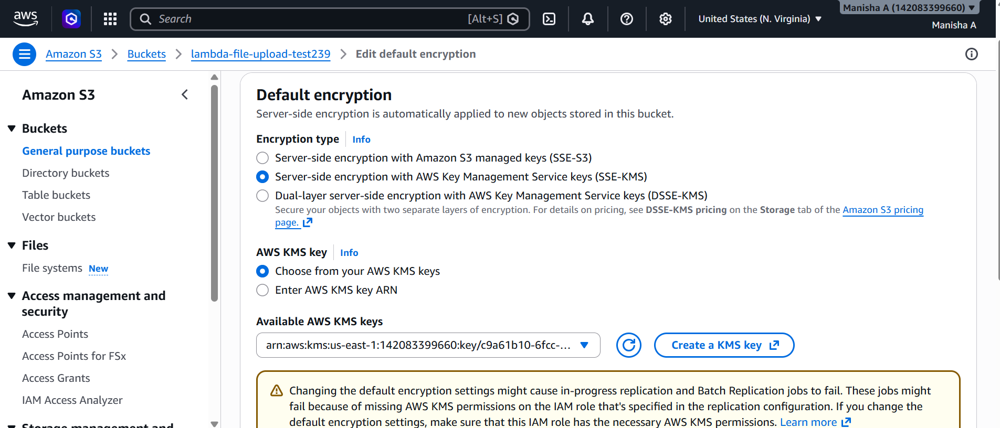 aws
Search
[Alt+S]
United States (N. Virginia)
Manisha A (142083399660)
Manisha A
Amazon S3
Buckets
lambda-file-upload-test239
Edit default encryption
Amazon S3
Buckets
General purpose buckets
Directory buckets
Table buckets
Vector buckets
Files
File systems New
Access management and
security
Access Points
Access Points for FSx
Access Grants
IAM Access Analyzer
Storage management and
Default encryption
Server-side encryption is automatically applied to new objects stored in this bucket.
Encryption type Info
Server-side encryption with Amazon S3 managed keys (SSE-S3)
Server-side encryption with AWS Key Management Service keys (SSE-KMS)
Dual-layer server-side encryption with AWS Key Management Service keys (DSSE-KMS)
Secure your objects with two separate layers of encryption. For details on pricing, see DSSE-KMS pricing on the Storage tab of the Amazon S3 pricing
page.
AWS KMS key Info
Choose from your AWS KMS keys
Enter AWS KMS key ARN
Available AWS KMS keys
arn:aws:kms:us-east-1:142083399660:key/c9a61b10-6fcc-...
Create a KMS key
Changing the default encryption settings might cause in-progress replication and Batch Replication jobs to fail. These jobs might
fail because of missing AWS KMS permissions on the IAM role that's specified in the replication configuration. If you change the
default encryption settings, make sure that this IAM role has the necessary AWS KMS permissions. Learn more